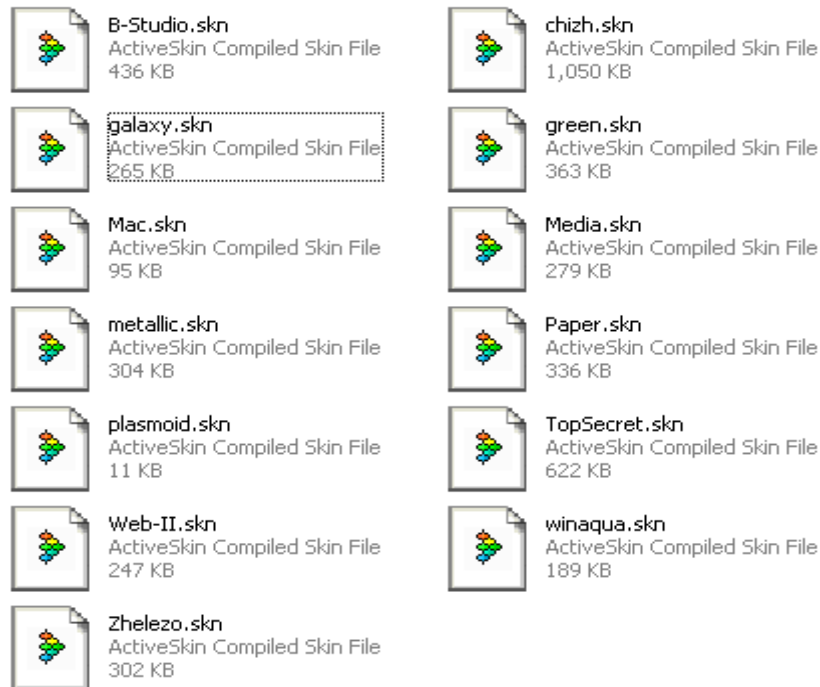 B-Studio.skn
ActiveSkin Compiled Skin File
436 KB
chizh.skn
ActiveSkin Compiled Skin File
1,050 KB
galaxy.skn
ActiveSkin Compiled Skin File
265 KB
green.skn
ActiveSkin Compiled Skin File
363 KB
Mac.skn
ActiveSkin Compiled Skin File
95 KB
Media.skn
ActiveSkin Compiled Skin File
279 KB
metallic.skn
ActiveSkin Compiled Skin File
304 KB
Paper.skn
ActiveSkin Compiled Skin File
336 KB
plasmoid.skn
ActiveSkin Compiled Skin File
11 KB
TopSecret.skn
ActiveSkin Compiled Skin File
622 KB
Web-II.skn
ActiveSkin Compiled Skin File
247 KB
winaqua.skn
ActiveSkin Compiled Skin File
189 KB
Zhelezo.skn
ActiveSkin Compiled Skin File
302 KB